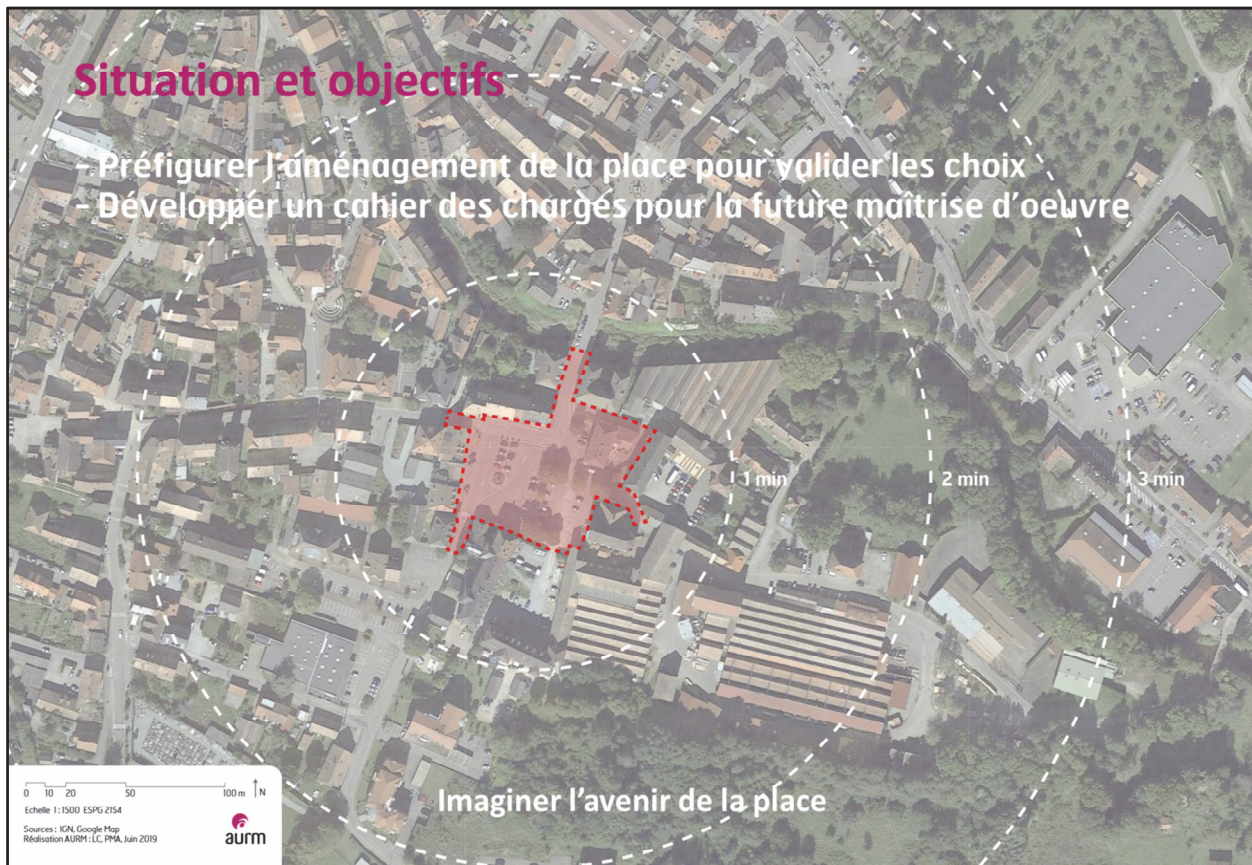 Situation et objectifs
- Préfigurer l'aménagement de la place pour valider les choix
- Développer un cahier des charges pour la future maîtrise d'oeuvre
1 min
2 min
3 min
Imaginer l'avenir de la place
3
0 10 20 50 100 m N
Echelle 1 : 1500 ESPG 2154
Sources : IGN, Google Map
Réalisation AURM : LC, PMA, Juin 2019
aurm